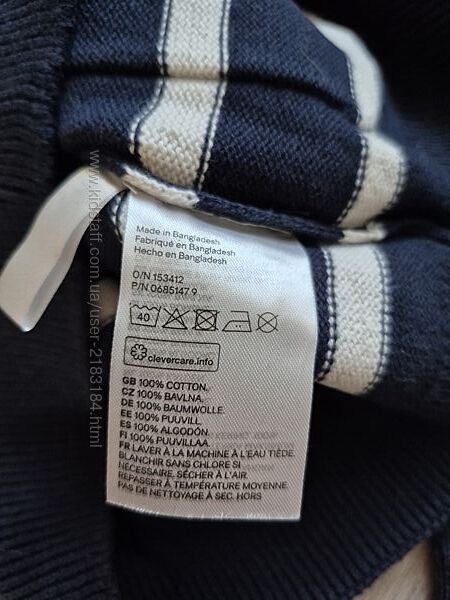 Made in Bangladesh
Fabriqué en Bangladesh
Hecho en Bangladesh
O/N 153412
P/N 0685147 9
40
clevercare.info
GB 100% COTTON.
CZ 100% BAVLNA.
DE 100% BAUMWOLLE.
EE 100% PUUVILL.
ES 100% ALGODÓN.
FI 100% PUUVILLAA.
FR LAVER À LA MACHINE À L'EAU TIÈDE.
BLANCHIR SANS CHLORE SI
NÉCESSAIRE. SÉCHER À L'AIR.
REPASSER À TEMPÉRATURE MOYENNE.
PAS DE NETTOYAGE À SEC. HORS
www.kidstaff.com.ua/user-2183184.html